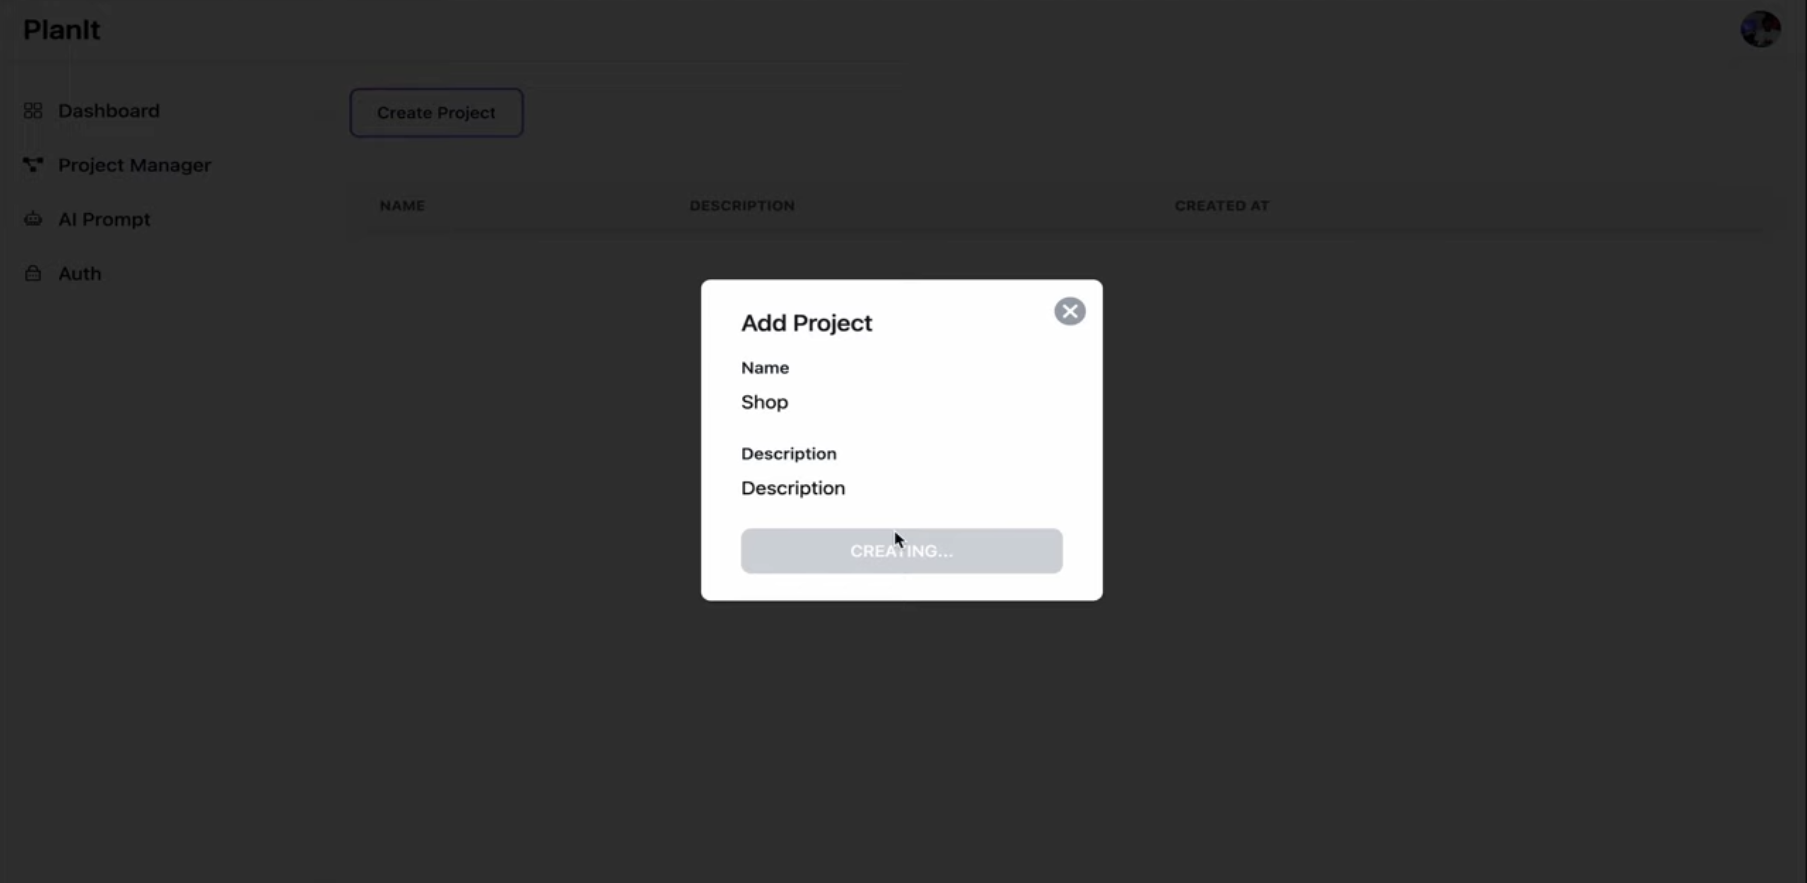 PlanIt
Dashboard
Create Project
Project Manager
NAME DESCRIPTION CREATED AT
AI Prompt
Auth
Add Project
Name
Shop
Description
Description
CREATING...